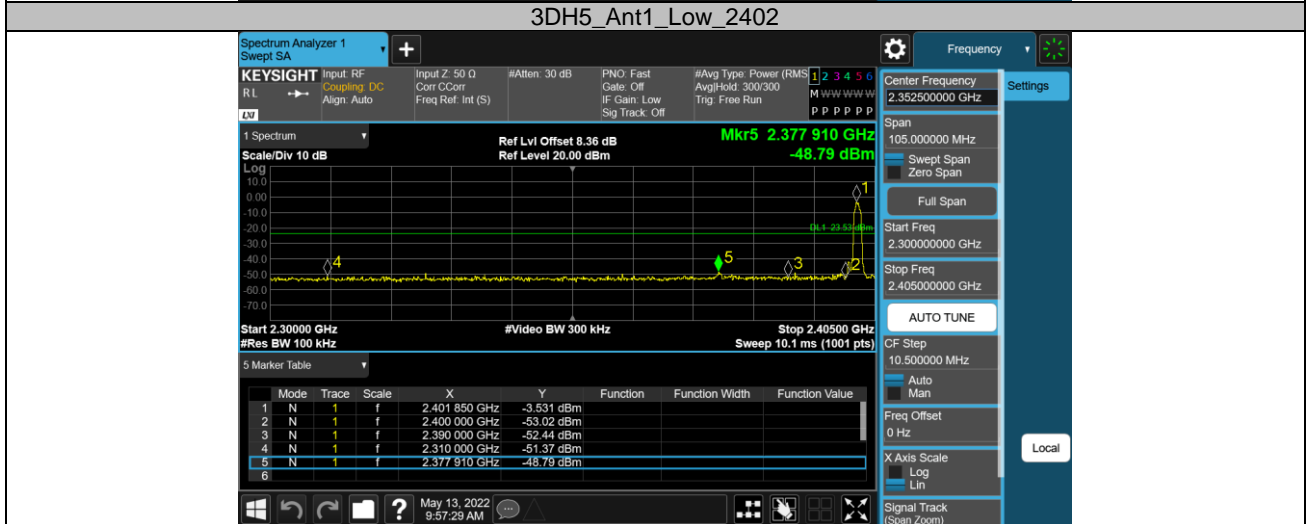 3DH5_Ant1_Low_2402
Spectrum Analyzer 1
Swept SA
+
Frequency
KEYSIGHT
RL
LXI
Input: RF
Coupling: DC
Align: Auto
Input Z: 50 Ω
Corr CCorr
Freq Ref: Int (S)
#Atten: 30 dB
PNO: Fast
Gate: Off
IF Gain: Low
Sig Track: Off
#Avg Type: Power (RMS
Avg|Hold: 300/300
Trig: Free Run
1 2 3 4 5 6
M W W W W W
P P P P P P
1 Spectrum
Scale/Div 10 dB
Log
Ref Lvl Offset 8.36 dB
Ref Level 20.00 dBm
Mkr5 2.377 910 GHz
-48.79 dBm
10.0
0.00
-10.0
-20.0
-30.0
-40.0
-50.0
-60.0
-70.0
1
DL1 -23.53 dBm
4
5
3
2
Start 2.30000 GHz
#Res BW 100 kHz
#Video BW 300 kHz
Stop 2.40500 GHz
Sweep 10.1 ms (1001 pts)
5 Marker Table
Mode Trace Scale X Y Function Function Width Function Value
1 N 1 f 2.401 850 GHz -3.531 dBm
2 N 1 f 2.400 000 GHz -53.02 dBm
3 N 1 f 2.390 000 GHz -52.44 dBm
4 N 1 f 2.310 000 GHz -51.37 dBm
5 N 1 f 2.377 910 GHz -48.79 dBm
6
?
May 13, 2022
9:57:29 AM
Center Frequency
2.352500000 GHz
Settings
Span
105.000000 MHz
Swept Span
Zero Span
Full Span
Start Freq
2.300000000 GHz
Stop Freq
2.405000000 GHz
AUTO TUNE
CF Step
10.500000 MHz
Auto
Man
Freq Offset
0 Hz
Local
X Axis Scale
Log
Lin
Signal Track
(Span Zoom)